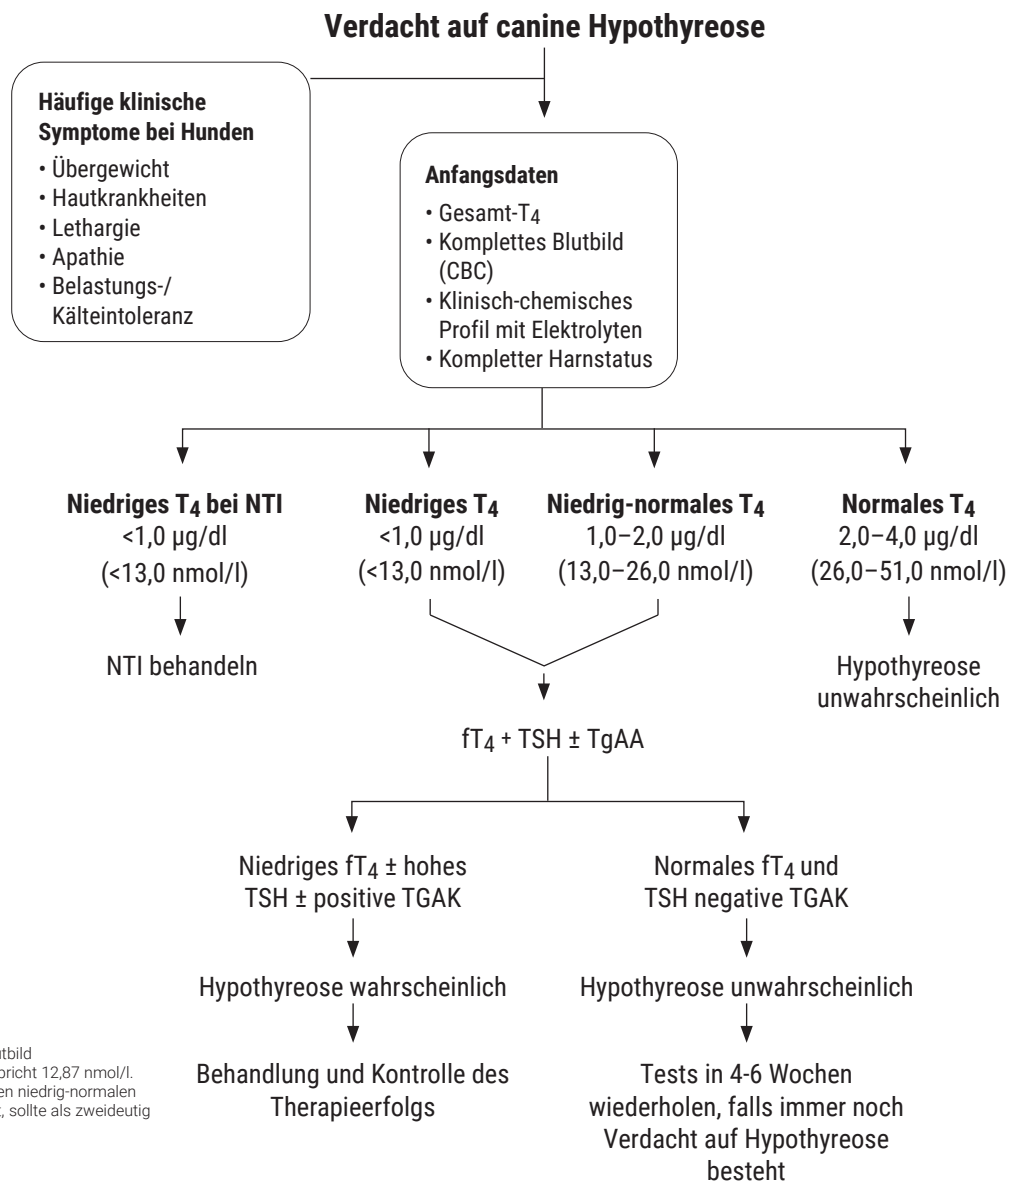 Verdacht auf canine Hypothyreose
Häufige klinische
Symptome bei Hunden
• Übergewicht
• Hautkrankheiten
• Lethargie
• Apathie
• Belastungs-/
Kälteintoleranz
Anfangsdaten
• Gesamt-T4
• Komplettes Blutbild
(CBC)
• Klinisch-chemisches
Profil mit Elektrolyten
• Kompletter Harnstatus
Niedriges T4 bei NTI
<1,0 µg/dl
(<13,0 nmol/l)
NTI behandeln
Niedriges T4
<1,0 µg/dl
(<13,0 nmol/l)
Niedrig-normales T4
1,0–2,0 µg/dl
(13,0–26,0 nmol/l)
Normales T4
2,0–4,0 µg/dl
(26,0–51,0 nmol/l)
Hypothyreose
unwahrscheinlich
fT4 + TSH ± TgAA
Niedriges fT4 ± hohes
TSH ± positive TGAK
Hypothyreose wahrscheinlich
Behandlung und Kontrolle des
Therapieerfolgs
Normales fT4 und
TSH negative TGAK
Hypothyreose unwahrscheinlich
Tests in 4-6 Wochen
wiederholen, falls immer noch
Verdacht auf Hypothyreose
besteht
12,87 nmol/l.
niedrig-normalen
, sollte als zweideutig